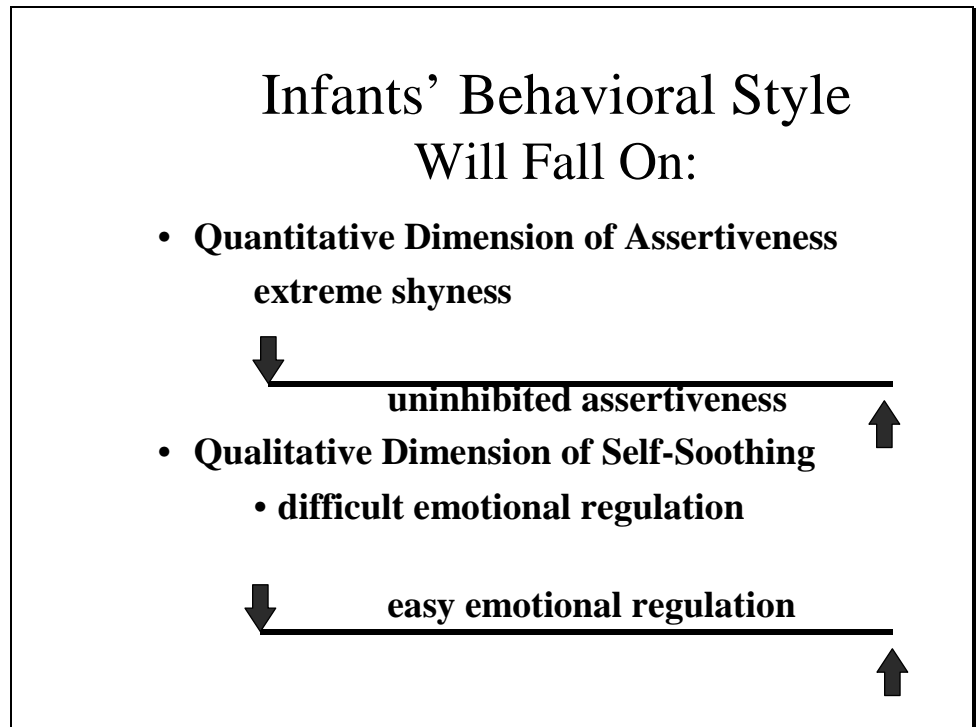 Infants’ Behavioral Style
Will Fall On:
• Quantitative Dimension of Assertiveness
extreme shyness
uninhibited assertiveness
• Qualitative Dimension of Self-Soothing
• difficult emotional regulation
easy emotional regulation